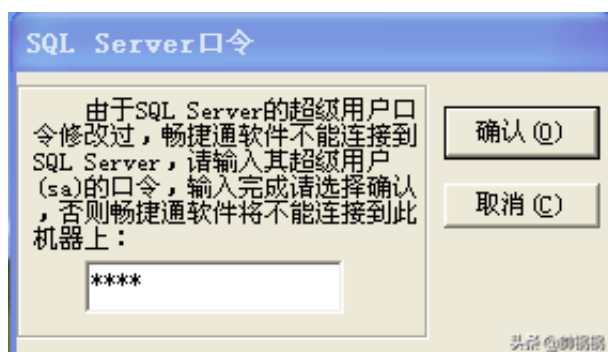 SQL Server口令
由于SQL Server的超级用户口
令修改过，畅捷通软件不能连接到
SQL Server，请输入其超级用户
(sa)的口令，输入完成请选择确认
，否则畅捷通软件将不能连接到此
机器上：
****
确认(O)
取消(C)